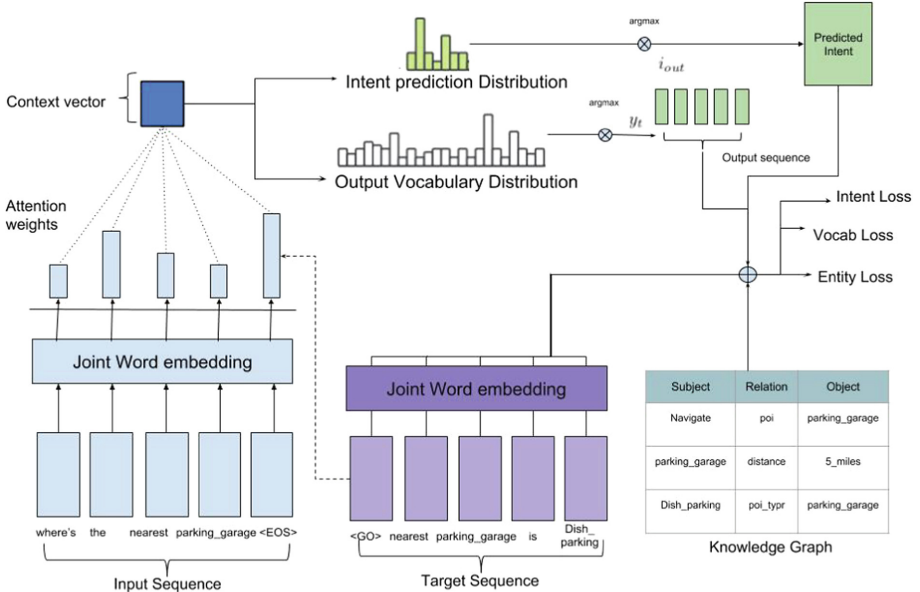 argmax
Predicted
Intent
i_out
Intent prediction Distribution
Context vector
argmax
y_t
Output sequence
Output Vocabulary Distribution
Attention
weights
Intent Loss
Vocab Loss
Entity Loss
Joint Word embedding
Joint Word embedding
Subject Relation Object
Navigate poi parking_garage
parking_garage distance 5_miles
Dish_parking poi_typr parking_garage
Knowledge Graph
where's the nearest parking_garage <EOS>
Input Sequence
<GO> nearest parking_garage is Dish_
parking
Target Sequence